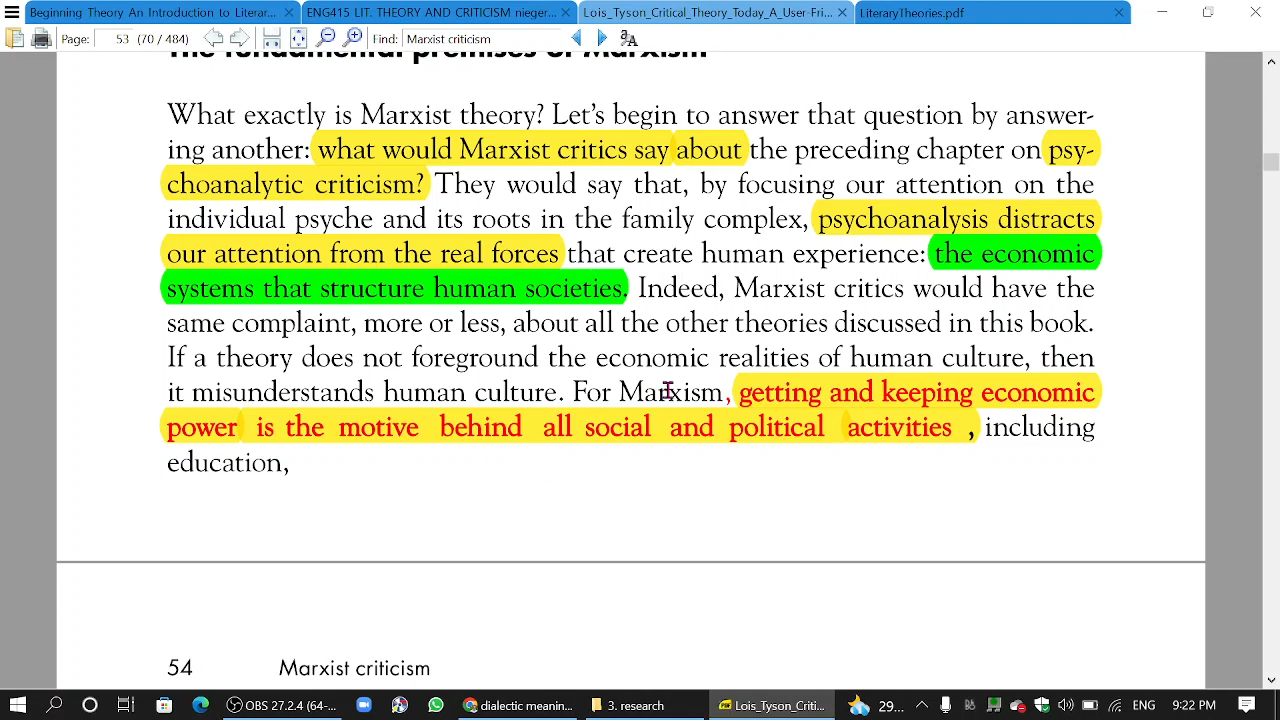 Beginning Theory An Introduction to Literar...
ENG415 LIT. THEORY AND CRITICISM nieger...
Lois_Tyson_Critical_Theory_Today_A_User-Fri...
LiteraryTheories.pdf
Page: 53 (70 / 484) Find: Marxist criticism
The fundamental premises of Marxism
What exactly is Marxist theory? Let's begin to answer that question by answer-
ing another: what would Marxist critics say about the preceding chapter on psy-
choanalytic criticism? They would say that, by focusing our attention on the
individual psyche and its roots in the family complex, psychoanalysis distracts
our attention from the real forces that create human experience: the economic
systems that structure human societies. Indeed, Marxist critics would have the
same complaint, more or less, about all the other theories discussed in this book.
If a theory does not foreground the economic realities of human culture, then
it misunderstands human culture. For Marxism, getting and keeping economic
power is the motive behind all social and political activities , including
education,
54 Marxist criticism
OBS 27.2.4 (64-... dialectic meanin... 3. research Lois_Tyson_Criti... 29... ENG 9:22 PM